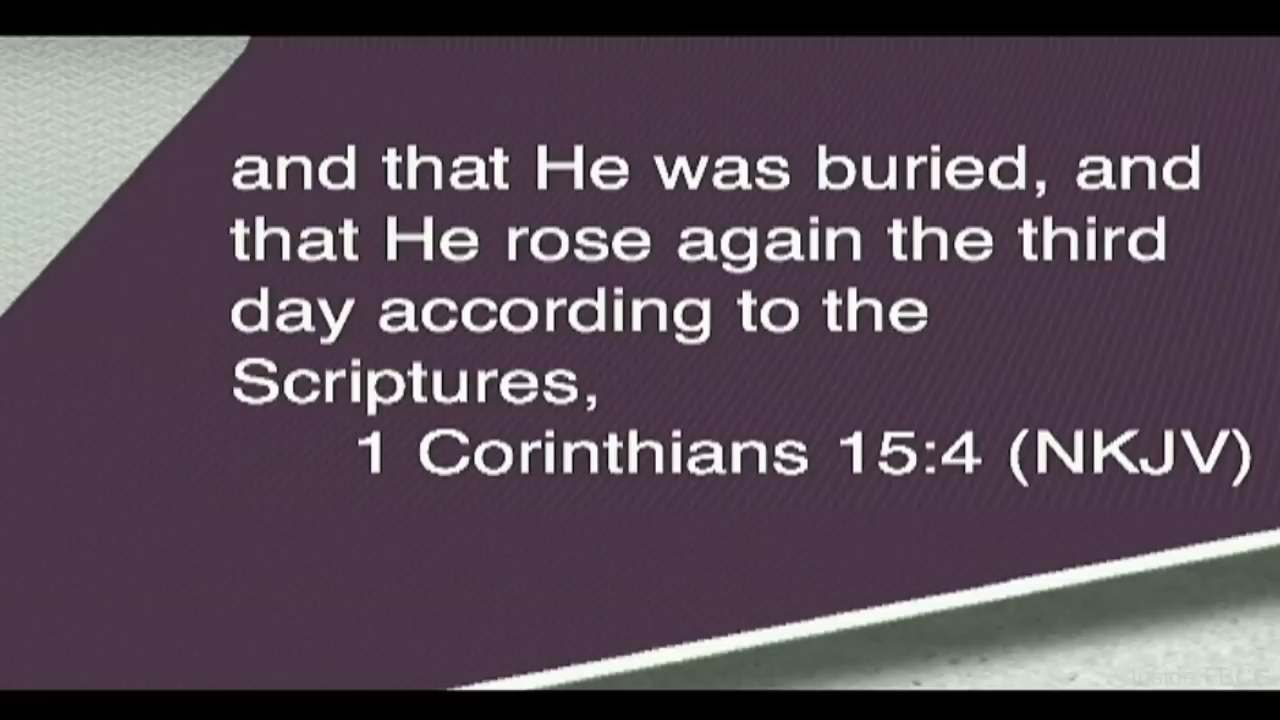 and that He was buried, and
that He rose again the third
day according to the
Scriptures,
1 Corinthians 15:4 (NKJV)